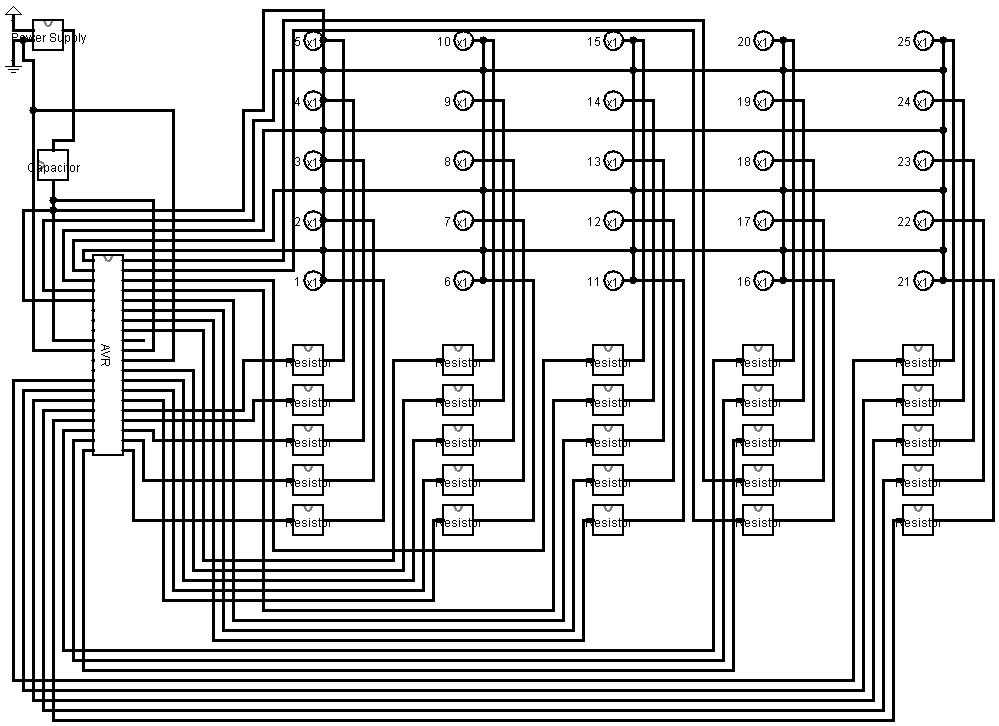 Power Supply
5 x1 10 x1 15 x1 20 x1 25 x1
4 x1 9 x1 14 x1 19 x1 24 x1
Capacitor
3 x1 8 x1 13 x1 18 x1 23 x1
2 x1 7 x1 12 x1 17 x1 22 x1
1 x1 6 x1 11 x1 16 x1 21 x1
AVR
Resistor Resistor Resistor Resistor Resistor
Resistor Resistor Resistor Resistor Resistor
Resistor Resistor Resistor Resistor Resistor
Resistor Resistor Resistor Resistor Resistor
Resistor Resistor Resistor Resistor Resistor